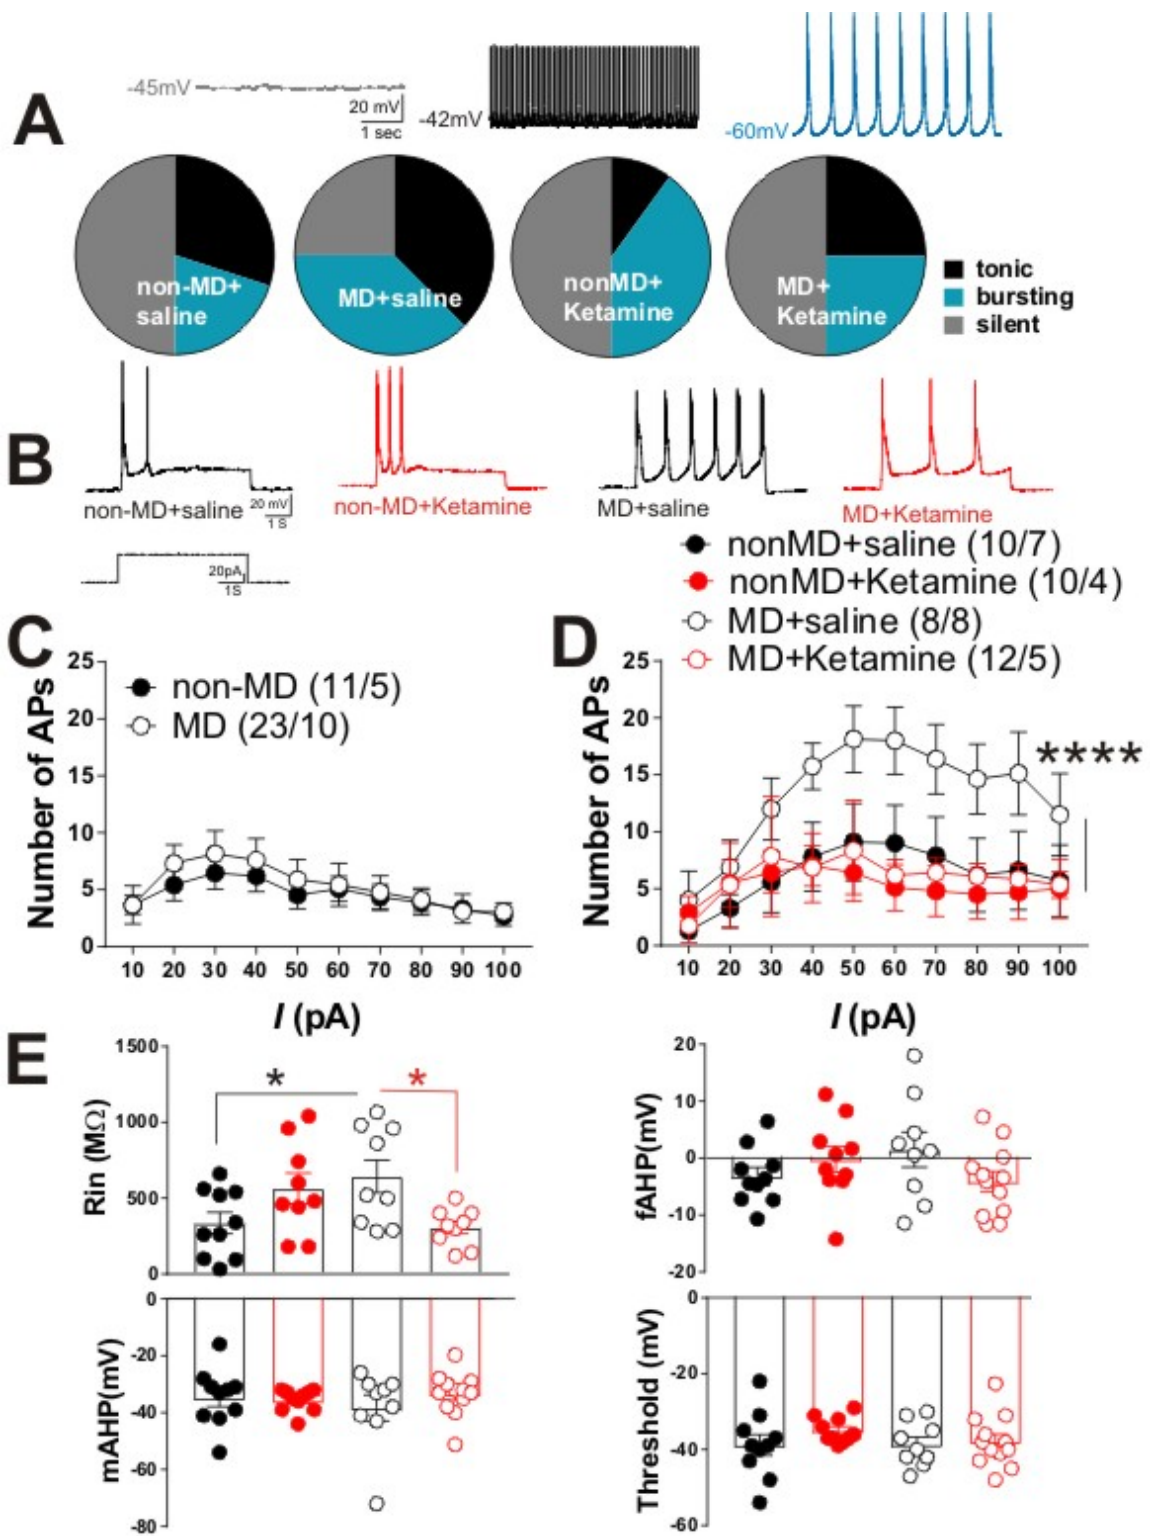 A
-45mV
20 mV
1 sec
-42mV
-60mV
non-MD+
saline
MD+saline
nonMD+
Ketamine
MD+
Ketamine
tonic
bursting
silent
B
non-MD+saline
20 mV
1 S
non-MD+Ketamine
MD+saline
MD+Ketamine
20pA
1S
nonMD+saline (10/7)
nonMD+Ketamine (10/4)
MD+saline (8/8)
MD+Ketamine (12/5)
C
Number of APs
25
20
15
10
5
0
non-MD (11/5)
MD (23/10)
10 20 30 40 50 60 70 80 90 100
I (pA)
D
Number of APs
25
20
15
10
5
0
****
10 20 30 40 50 60 70 80 90 100
I (pA)
E
Rin (MΩ)
1500
1000
500
0
*
*
fAHP(mV)
20
10
0
-10
-20
mAHP(mV)
0
-20
-40
-60
-80
Threshold (mV)
0
-20
-40
-60